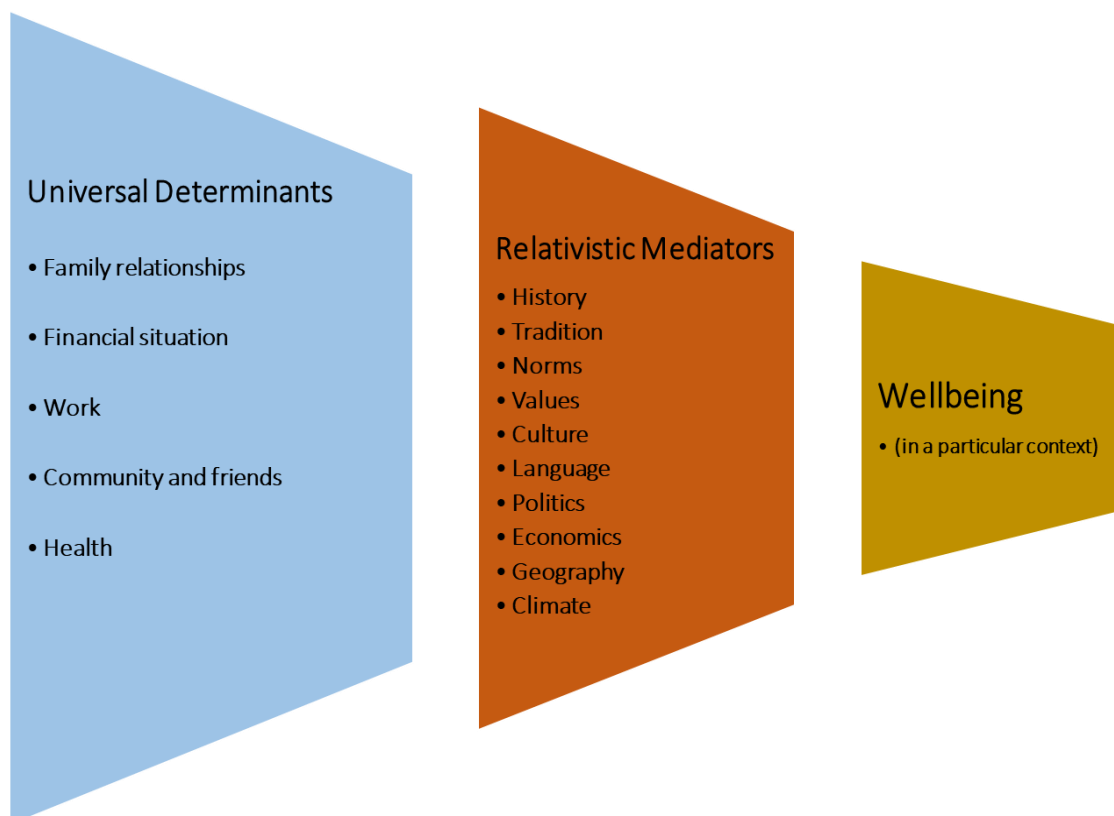 Universal Determinants
• Family relationships
• Financial situation
• Work
• Community and friends
• Health
Relativistic Mediators
• History
• Tradition
• Norms
• Values
• Culture
• Language
• Politics
• Economics
• Geography
• Climate
Wellbeing
• (in a particular context)